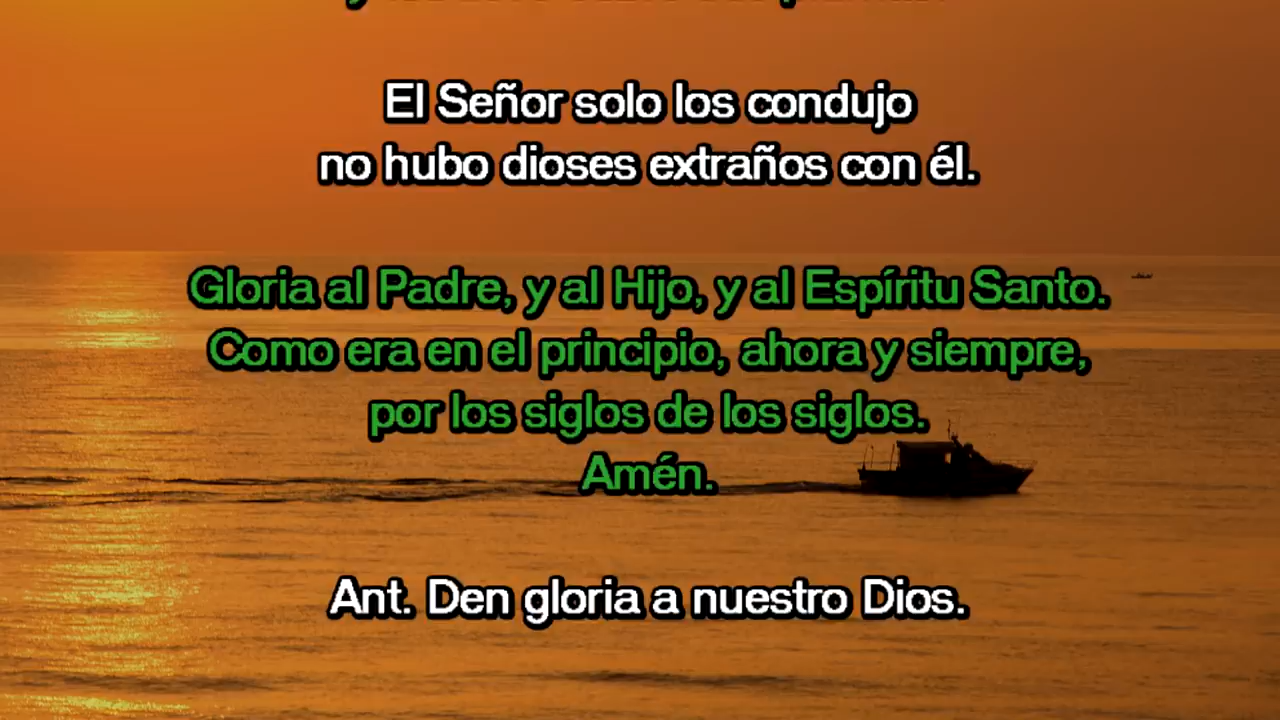 El Señor solo los condujo
no hubo dioses extraños con él.
Gloria al Padre, y al Hijo, y al Espíritu Santo.
Como era en el principio, ahora y siempre,
por los siglos de los siglos.
Amén.
Ant. Den gloria a nuestro Dios.